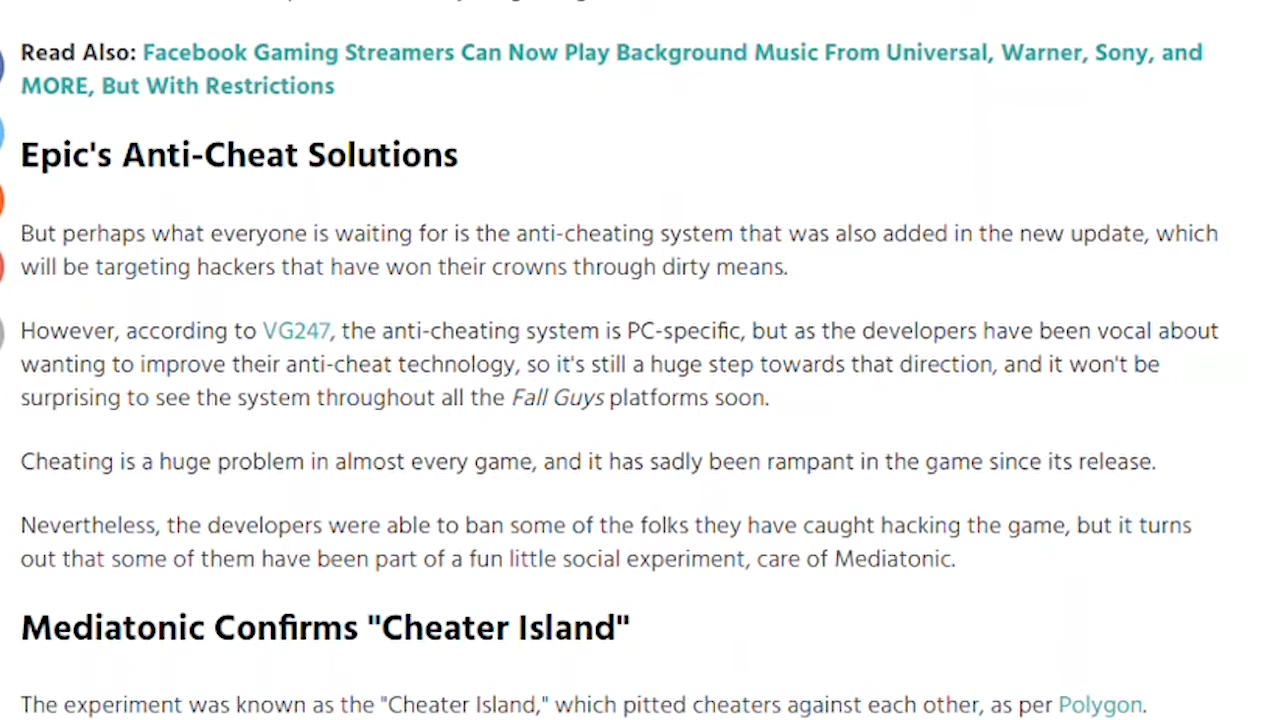 Read Also: Facebook Gaming Streamers Can Now Play Background Music From Universal, Warner, Sony, and
MORE, But With Restrictions
Epic's Anti-Cheat Solutions
But perhaps what everyone is waiting for is the anti-cheating system that was also added in the new update, which
will be targeting hackers that have won their crowns through dirty means.
However, according to VG247, the anti-cheating system is PC-specific, but as the developers have been vocal about
wanting to improve their anti-cheat technology, so it's still a huge step towards that direction, and it won't be
surprising to see the system throughout all the Fall Guys platforms soon.
Cheating is a huge problem in almost every game, and it has sadly been rampant in the game since its release.
Nevertheless, the developers were able to ban some of the folks they have caught hacking the game, but it turns
out that some of them have been part of a fun little social experiment, care of Mediatonic.
Mediatonic Confirms "Cheater Island"
The experiment was known as the "Cheater Island," which pitted cheaters against each other, as per Polygon.